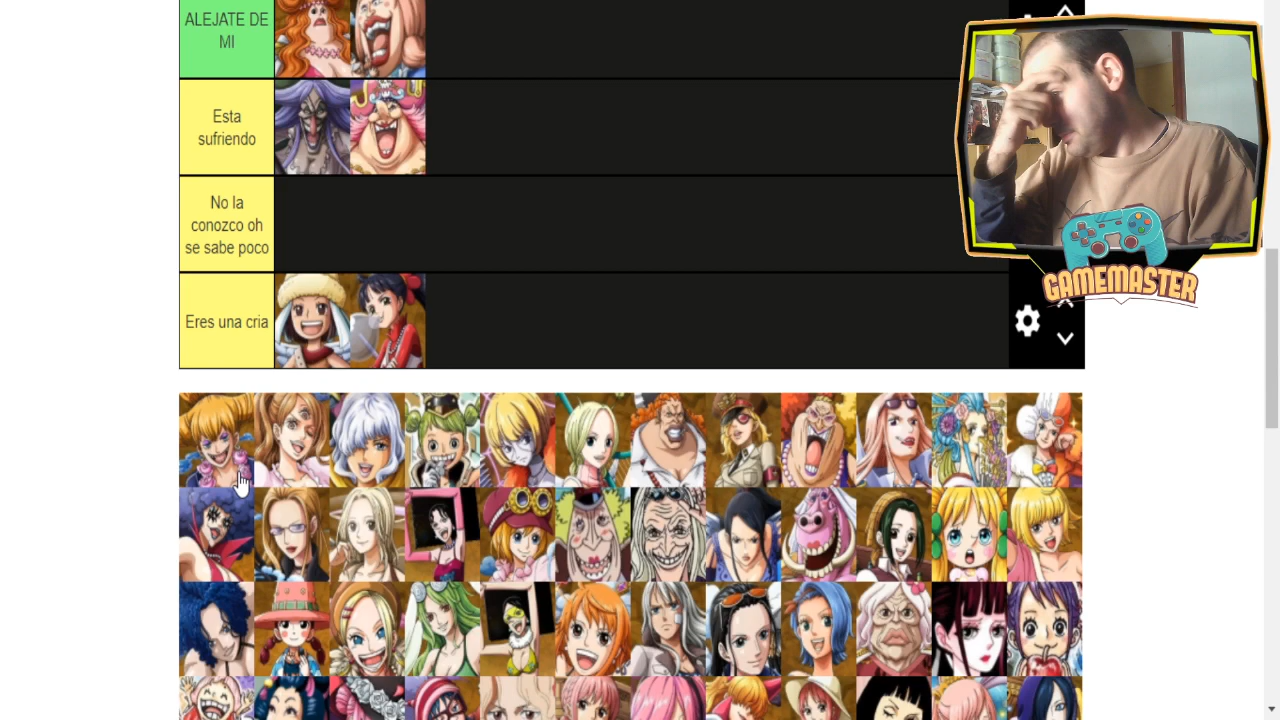 ALEJATE DE
MI
Esta
sufriendo
No la
conozco oh
se sabe poco
Eres una cria
GAMEMASTER